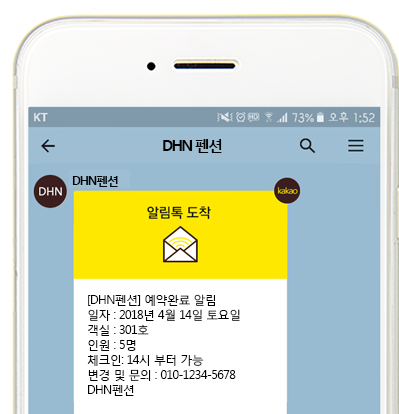 KT 73% 오후 1:52
DHN 펜션
DHN DHN펜션
kakao
알림톡 도착
[DHN펜션] 예약완료 알림
일자 : 2018년 4월 14일 토요일
객실 : 301호
인원 : 5명
체크인: 14시 부터 가능
변경 및 문의 : 010-1234-5678
DHN펜션